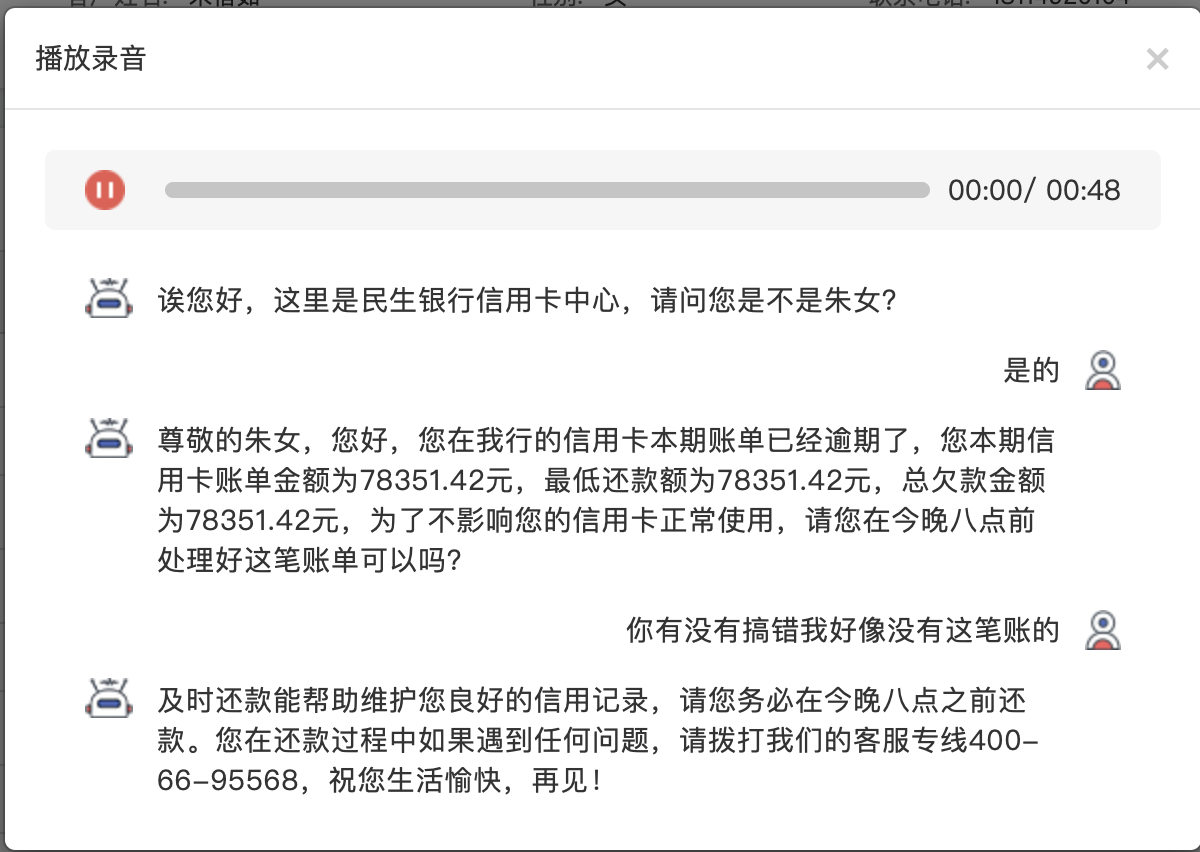 播放录音
×
00:00/ 00:48
诶您好，这里是民生银行信用卡中心，请问您是不是朱女?
是的
尊敬的朱女，您好，您在我行的信用卡本期账单已经逾期了，您本期信
用卡账单金额为78351.42元，最低还款额为78351.42元，总欠款金额
为78351.42元，为了不影响您的信用卡正常使用，请您在今晚八点前
处理好这笔账单可以吗?
你有没有搞错我好像没有这笔账的
及时还款能帮助维护您良好的信用记录，请您务必在今晚八点之前还
款。您在还款过程中如果遇到任何问题，请拨打我们的客服专线400-
66-95568，祝您生活愉快，再见！